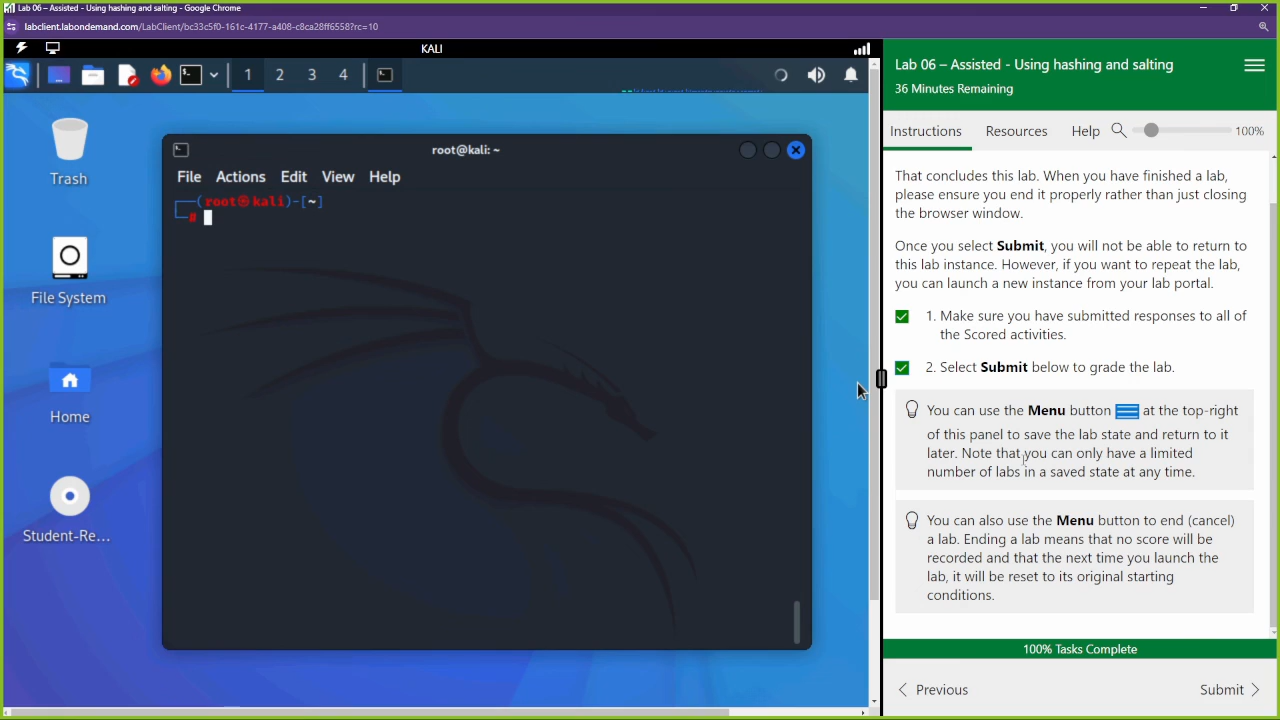 Lab 06 – Assisted - Using hashing and salting - Google Chrome
labclient.labondemand.com/LabClient/bc33c5f0-161c-4177-a408-c8ca28ff6558?rc=10
KALI
1 2 3 4
Trash
File System
Home
Student-Re...
root@kali: ~
File Actions Edit View Help
┌──(root㉿kali)-[~]
└─#
Lab 06 – Assisted - Using hashing and salting
36 Minutes Remaining
Instructions Resources Help 100%
That concludes this lab. When you have finished a lab,
please ensure you end it properly rather than just closing
the browser window.
Once you select Submit, you will not be able to return to
this lab instance. However, if you want to repeat the lab,
you can launch a new instance from your lab portal.
1. Make sure you have submitted responses to all of
the Scored activities.
2. Select Submit below to grade the lab.
You can use the Menu button at the top-right
of this panel to save the lab state and return to it
later. Note that you can only have a limited
number of labs in a saved state at any time.
You can also use the Menu button to end (cancel)
a lab. Ending a lab means that no score will be
recorded and that the next time you launch the
lab, it will be reset to its original starting
conditions.
100% Tasks Complete
Previous
Submit